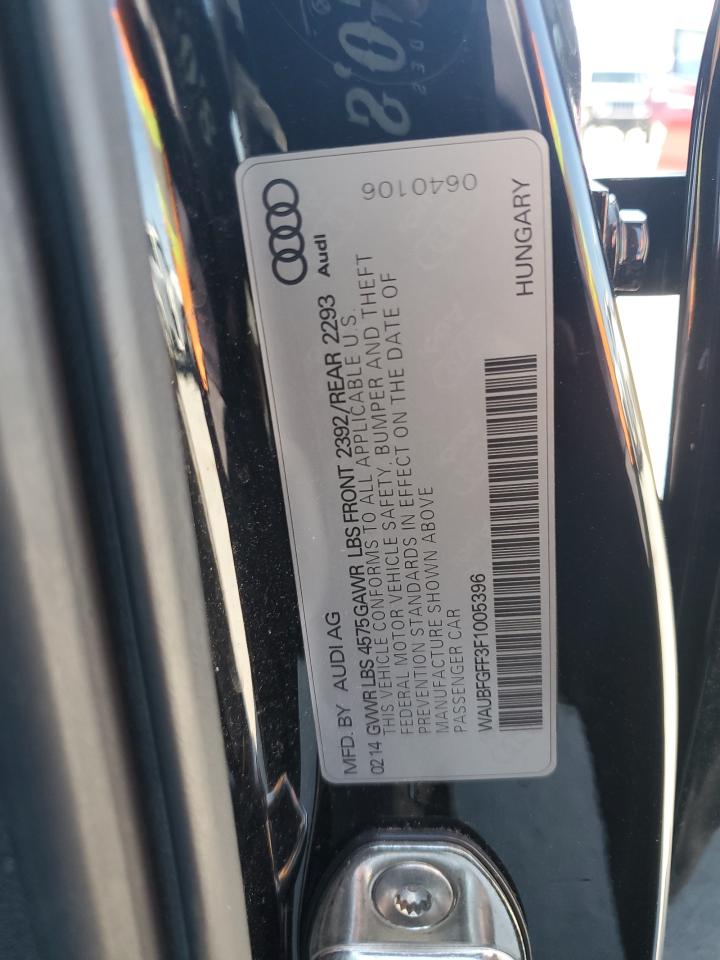 MFD. BY AUDI AG
Audi
02 14 GVWR LBS 4575 GAWR LBS FRONT 2392/REAR 2293
THIS VEHICLE CONFORMS TO ALL APPLICABLE U.S.
FEDERAL MOTOR VEHICLE SAFETY, BUMPER AND THEFT
PREVENTION STANDARDS IN EFFECT ON THE DATE OF
MANUFACTURE SHOWN ABOVE
PASSENGER CAR
WAUBFGFF3F1005396
HUNGARY
0640106